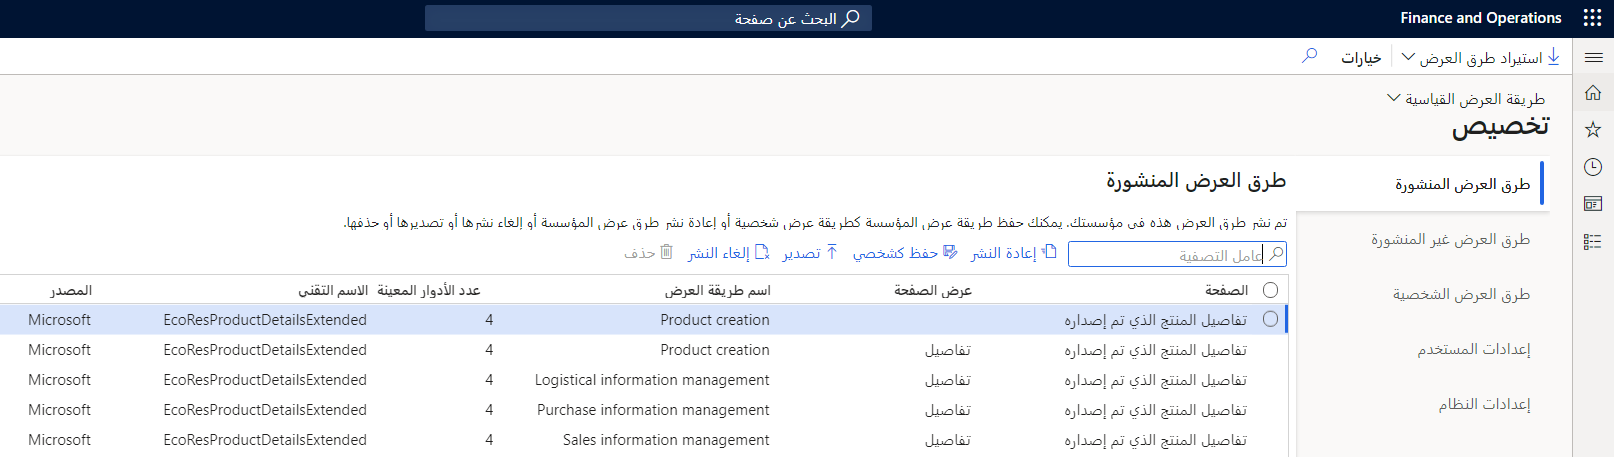 Finance and Operations
البحث عن صفحة
استيراد طرق العرض
خيارات
طريقة العرض القياسية
تخصيص
طرق العرض المنشورة
طرق العرض غير المنشورة
طرق العرض الشخصية
إعدادات المستخدم
إعدادات النظام
طرق العرض المنشورة
تم نشر طرق العرض هذه في مؤسستك. يمكنك حفظ طريقة عرض المؤسسة كطريقة عرض شخصية أو إعادة نشر طرق عرض المؤسسة أو إلغاء نشرها أو تصديرها أو حذفها.
عامل التصفية إعادة النشر حفظ كشخصي تصدير إلغاء النشر حذف
الصفحة عرض الصفحة اسم طريقة العرض عدد الأدوار المعينة الاسم التقني المصدر
تفاصيل المنتج الذي تم إصداره Product creation 4 EcoResProductDetailsExtended Microsoft
تفاصيل المنتج الذي تم إصداره تفاصيل Product creation 4 EcoResProductDetailsExtended Microsoft
تفاصيل المنتج الذي تم إصداره تفاصيل Logistical information management 4 EcoResProductDetailsExtended Microsoft
تفاصيل المنتج الذي تم إصداره تفاصيل Purchase information management 4 EcoResProductDetailsExtended Microsoft
تفاصيل المنتج الذي تم إصداره تفاصيل Sales information management 4 EcoResProductDetailsExtended Microsoft